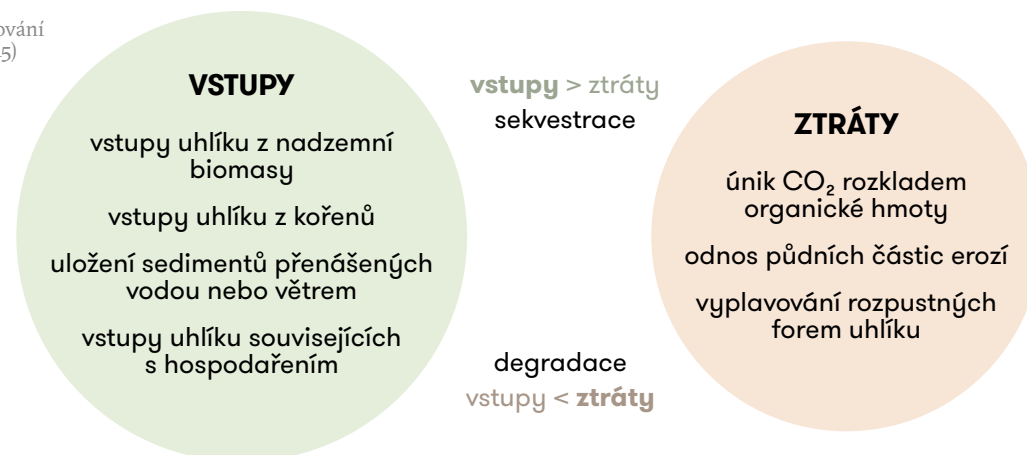 5)
VSTUPY
vstupy uhlíku z nadzemní
biomasy
vstupy uhlíku z kořenů
uložení sedimentů přenášených
vodou nebo větrem
vstupy uhlíku souvisejících
s hospodařením
vstupy > ztráty
sekvestrace
degradace
vstupy < ztráty
ZTRÁTY
únik CO₂ rozkladem
organické hmoty
odnos půdních částic erozí
vyplavování rozpustných
forem uhlíku